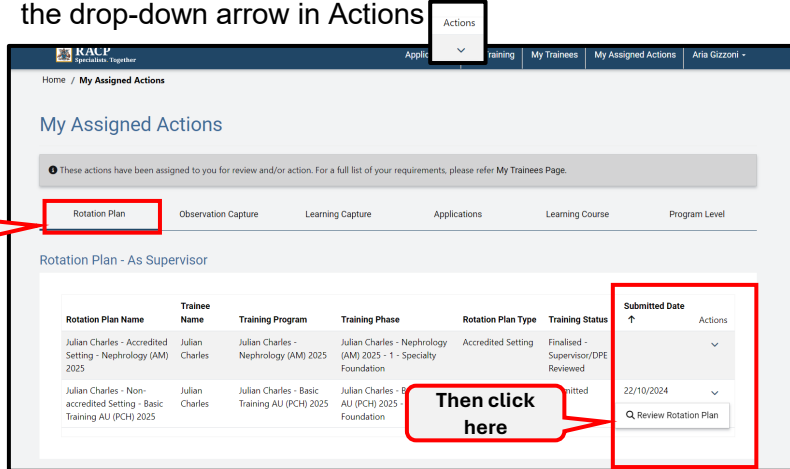 the drop-down arrow in Actions
Actions
RACP
Specialists. Together
Applic
raining
My Trainees
My Assigned Actions
Aria Gizzoni
Home / My Assigned Actions
My Assigned Actions
These actions have been assigned to you for review and/or action. For a full list of your requirements, please refer My Trainees Page.
Rotation Plan
Observation Capture
Learning Capture
Applications
Learning Course
Program Level
Rotation Plan - As Supervisor
Rotation Plan Name
Trainee
Name
Training Program
Training Phase
Rotation Plan Type
Training Status
Submitted Date
↑
Actions
Julian Charles - Accredited
Setting - Nephrology (AM)
2025
Julian
Charles
Julian Charles -
Nephrology (AM) 2025
Julian Charles - Nephrology
(AM) 2025 - 1 - Specialty
Foundation
Accredited Setting
Finalised -
Supervisor/DPE
Reviewed
Julian Charles - Non-
accredited Setting - Basic
Training AU (PCH) 2025
Julian
Charles
Julian Charles - Basic
Training AU (PCH) 2025
Julian Charles - B
AU (PCH) 2025 -
Foundation
mitted
22/10/2024
Review Rotation Plan
Then click
here